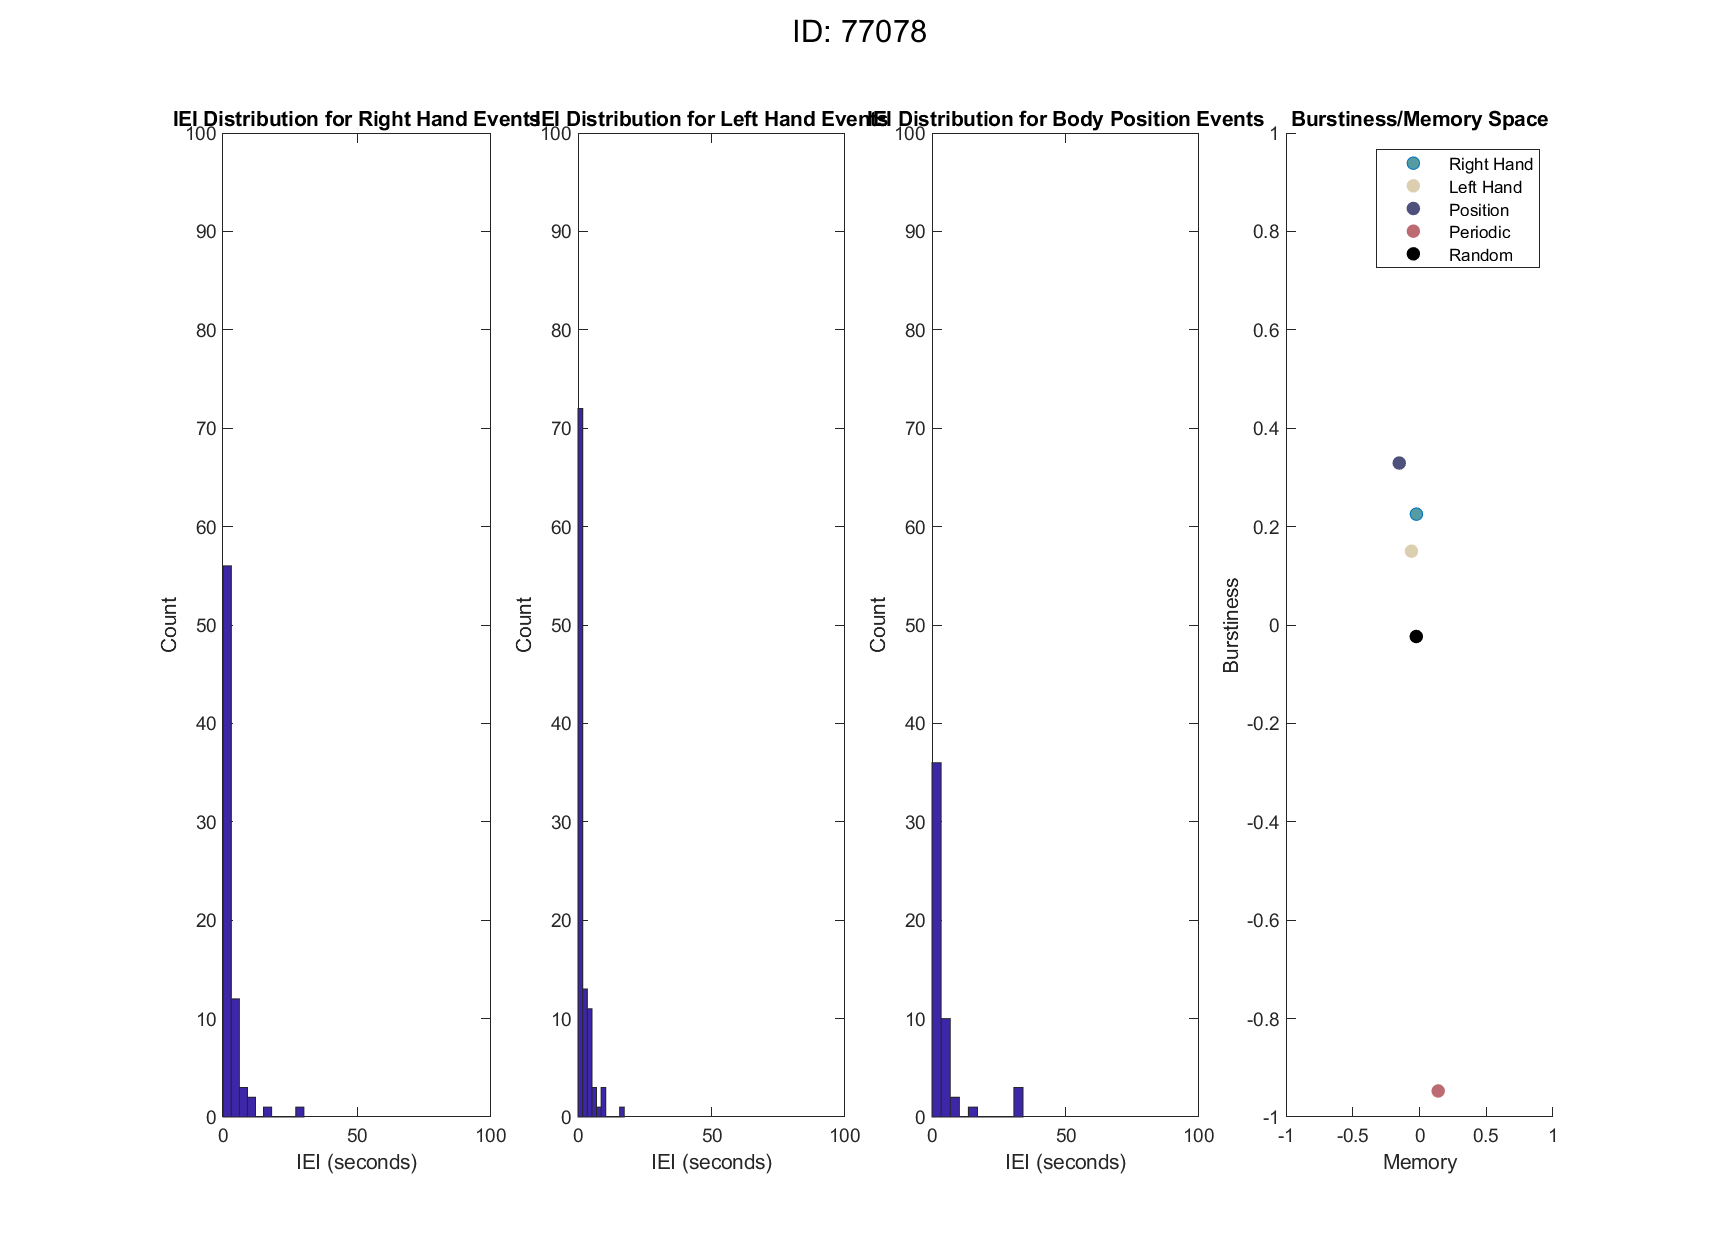 ID: 77078
IEI Distribution for Right Hand Events
100
90
80
70
60
50
40
30
20
10
0
0 50 100
Count
IEI (seconds)
IEI Distribution for Left Hand Events
100
90
80
70
60
50
40
30
20
10
0
0 50 100
Count
IEI (seconds)
IEI Distribution for Body Position Events
100
90
80
70
60
50
40
30
20
10
0
0 50 100
Count
IEI (seconds)
Burstiness/Memory Space
1
0.8
0.6
0.4
0.2
0
-0.2
-0.4
-0.6
-0.8
-1
-1 -0.5 0 0.5 1
Burstiness
Memory
Right Hand
Left Hand
Position
Periodic
Random